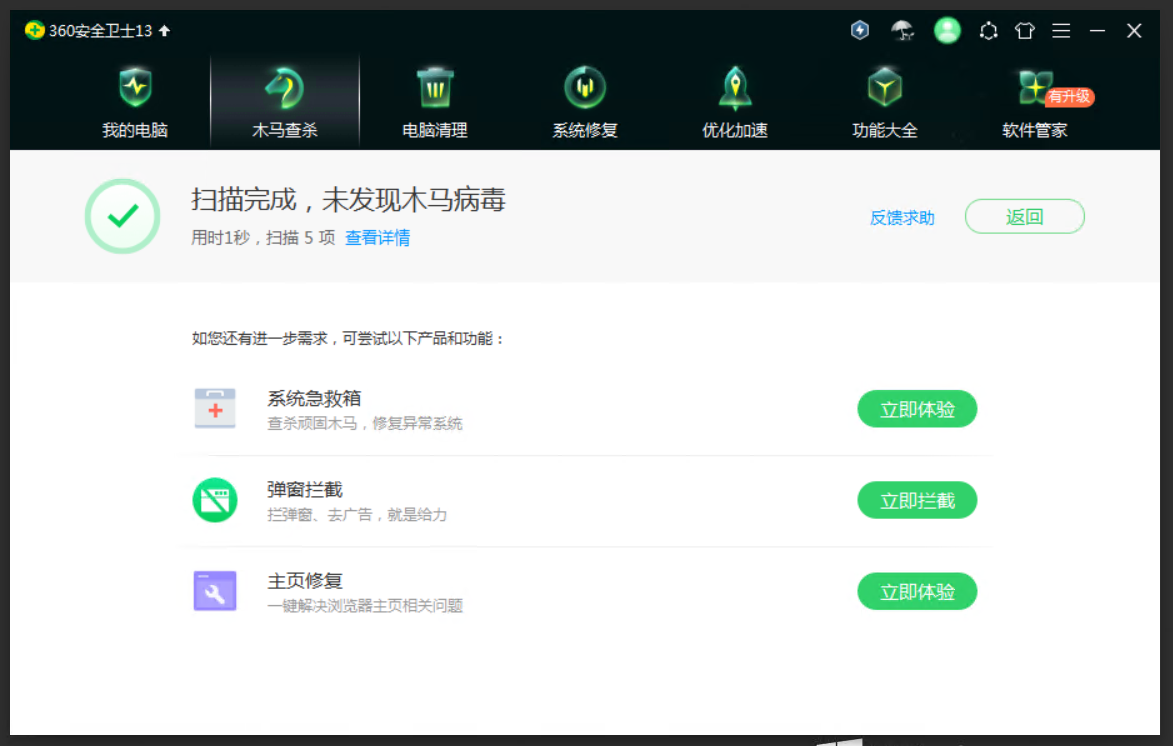 360安全卫士13
我的电脑
木马查杀
电脑清理
系统修复
优化加速
功能大全
软件管家
有升级
扫描完成，未发现木马病毒
用时1秒，扫描 5 项 查看详情
反馈求助
返回
如您还有进一步需求，可尝试以下产品和功能：
系统急救箱
查杀顽固木马，修复异常系统
立即体验
弹窗拦截
拦弹窗、去广告，就是给力
立即拦截
主页修复
一键解决浏览器主页相关问题
立即体验